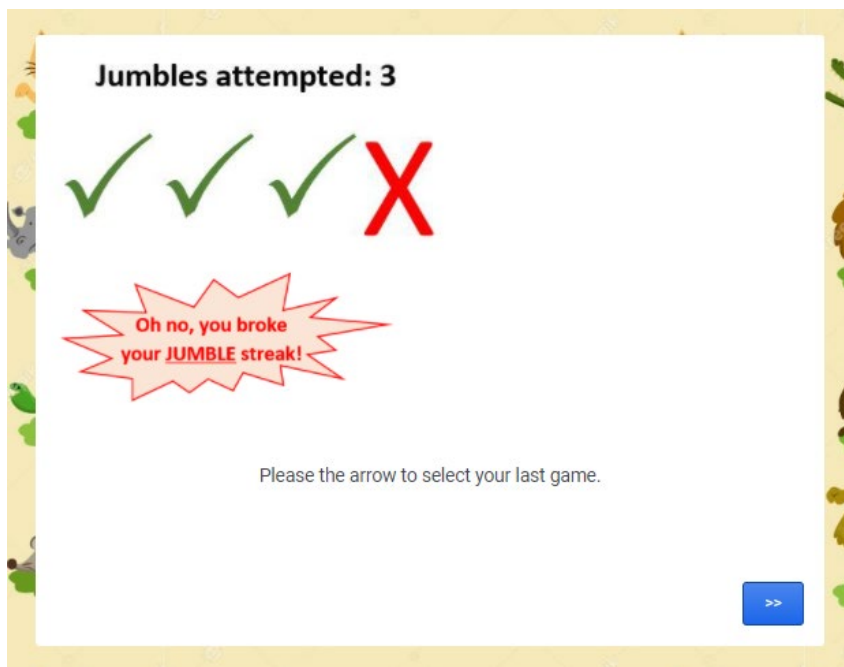 Jumbles attempted: 3
X
Oh no, you broke
your JUMBLE streak!
Please the arrow to select your last game.
>>